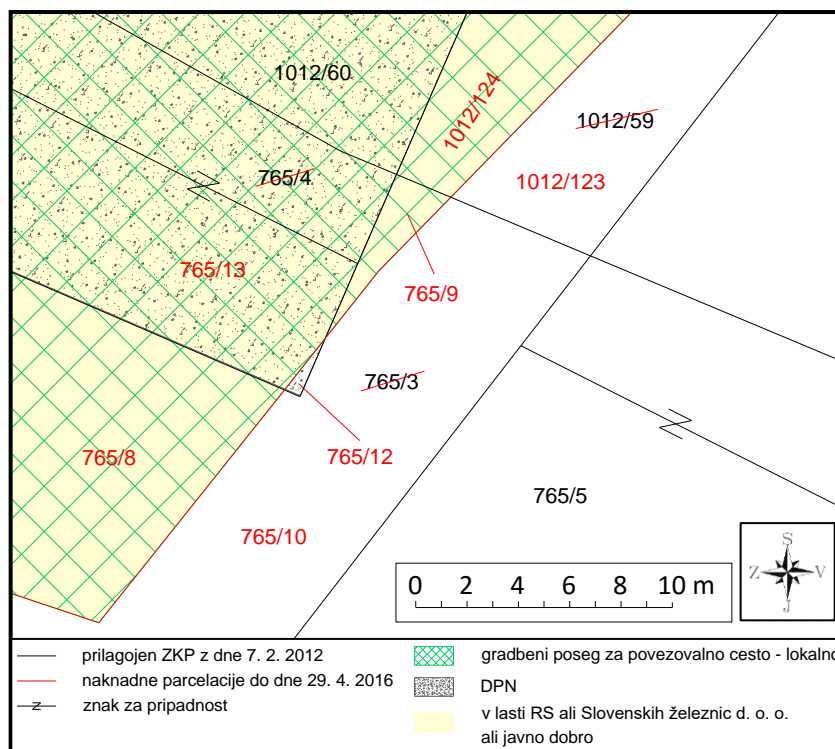 1012/60
1012/124
1012/59
765/4
1012/123
765/13
765/9
765/3
765/8
765/12
765/5
765/10
S
Z
V
J
0 2 4 6 8 10 m
prilagojen ZKP z dne 7. 2. 2012
naknadne parcelacije do dne 29. 4. 2016
znak za pripadnost
gradbeni poseg za povezovalno cesto - lokalno
DPN
v lasti RS ali Slovenskih železnic d. o. o.
ali javno dobro